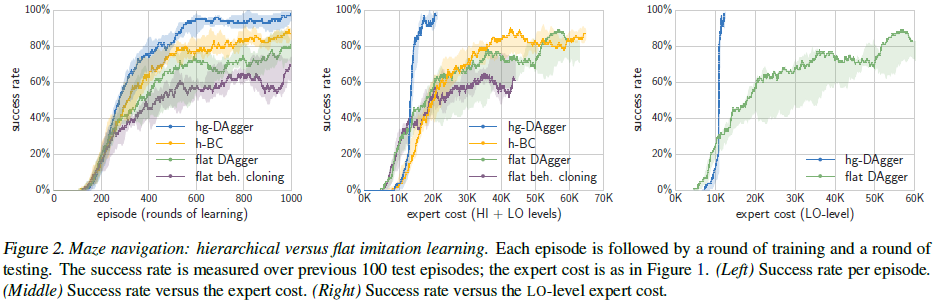 100%
80%
60%
40%
20%
0%
success rate
0
200
400
600
800
1000
episode (rounds of learning)
hg-DAgger
h-BC
flat DAgger
flat beh. cloning
100%
80%
60%
40%
20%
0%
success rate
0K
10K
20K
30K
40K
50K
60K
70K
expert cost (HI + LO levels)
hg-DAgger
h-BC
flat DAgger
flat beh. cloning
100%
80%
60%
40%
20%
0%
success rate
0K
10K
20K
30K
40K
50K
60K
expert cost (LO-level)
hg-DAgger
flat DAgger
Figure 2. Maze navigation: hierarchical versus flat imitation learning. Each episode is followed by a round of training and a round of
testing. The success rate is measured over previous 100 test episodes; the expert cost is as in Figure 1. (Left) Success rate per episode.
(Middle) Success rate versus the expert cost. (Right) Success rate versus the LO-level expert cost.